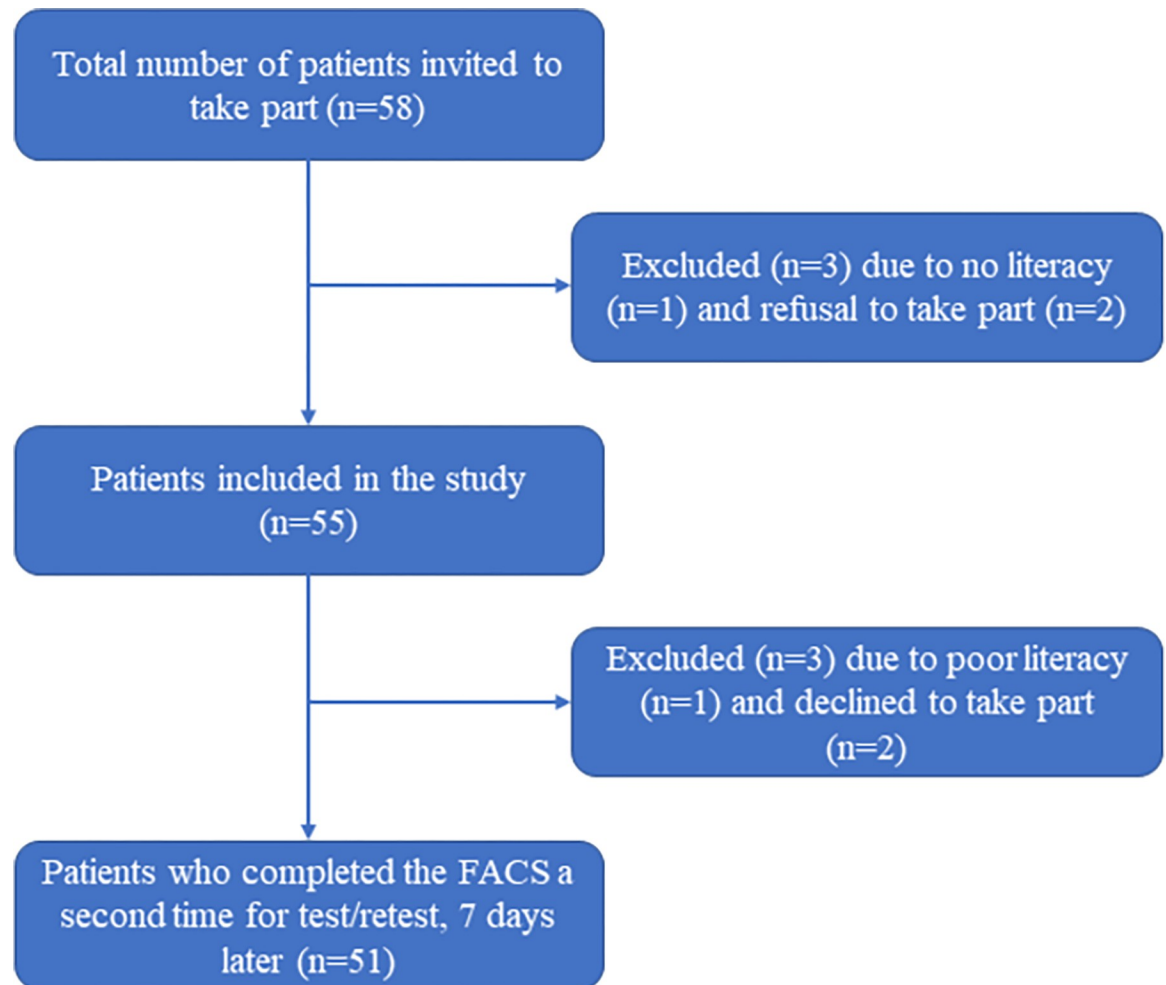 Total number of patients invited to
take part (n=58)
Excluded (n=3) due to no literacy
(n=1) and refusal to take part (n=2)
Patients included in the study
(n=55)
Excluded (n=3) due to poor literacy
(n=1) and declined to take part
(n=2)
Patients who completed the FACS a
second time for test/retest, 7 days
later (n=51)